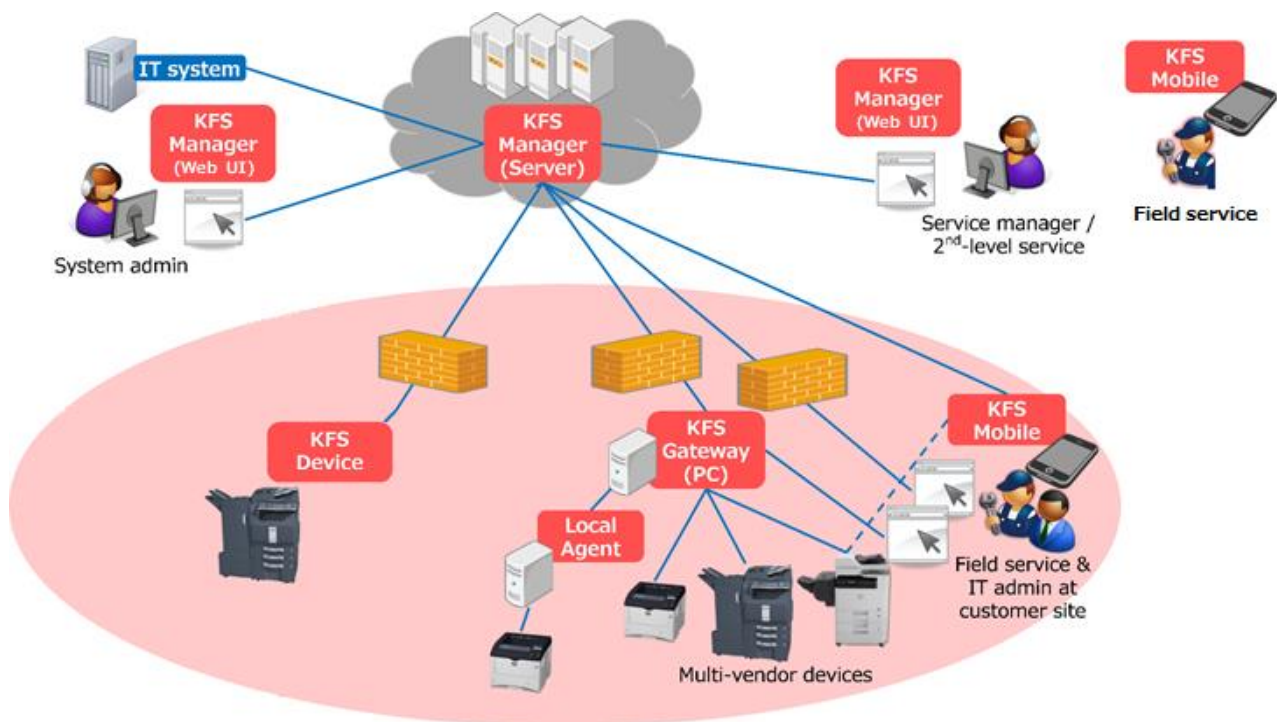 IT system
KFS
Manager
(Web UI)
System admin
KFS
Manager
(Server)
KFS
Manager
(Web UI)
Service manager /
2nd-level service
KFS
Mobile
Field service
KFS
Device
KFS
Gateway
(PC)
Local
Agent
Multi-vendor devices
KFS
Mobile
Field service &
IT admin at
customer site